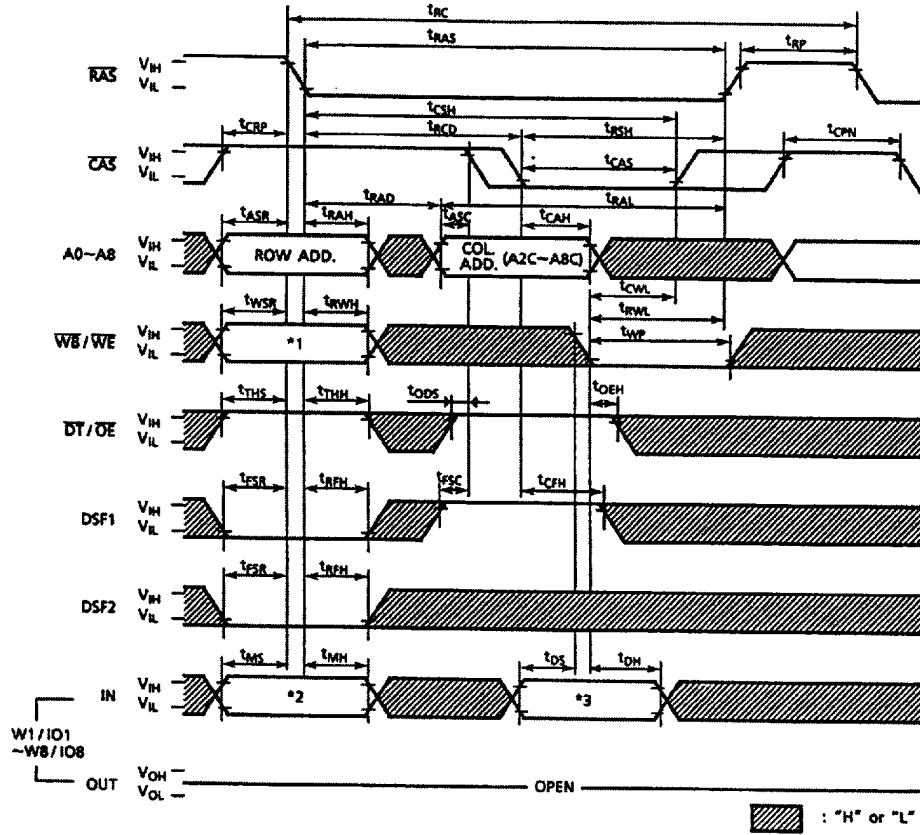 tRC
tRAS
tRP
RAS
VIH
VIL
tCSH
tCRP
tRCD
tRSH
tCPN
CAS
VIH
VIL
tCAS
tRAD
tRAL
tASR
tRAH
tASC
tCAH
A0~A8
VIH
VIL
ROW ADD.
COL. ADD. (A2C~A8C)
tCWL
tRWL
tWSR
tRWH
tWP
WB/WE
VIH
VIL
*1
tTHS
tTHH
tODS
tOEH
DT/OE
VIH
VIL
tFSR
tRFH
tFSC
tCFH
DSF1
VIH
VIL
tFSR
tRFH
DSF2
VIH
VIL
tMS
tMH
tDS
tDH
IN
VIH
VIL
*2
*3
W1/IO1
~W8/IO8
OUT
VOH
VOL
OPEN
: "H" or "L"